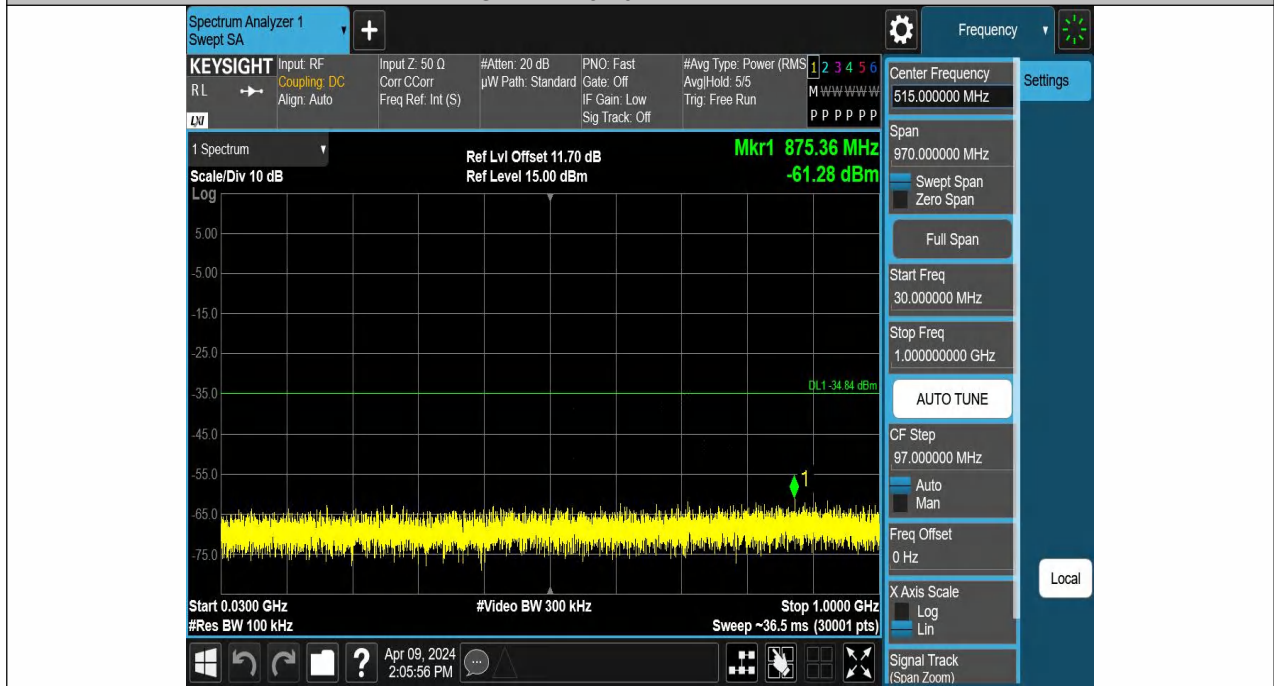 Spectrum Analyzer 1
Swept SA
+
Frequency
KEYSIGHT
RL
LXI
Input: RF
Coupling: DC
Align: Auto
Input Z: 50 Ω
Corr CCorr
Freq Ref: Int (S)
#Atten: 20 dB
µW Path: Standard
PNO: Fast
Gate: Off
IF Gain: Low
Sig Track: Off
#Avg Type: Power (RMS
Avg|Hold: 5/5
Trig: Free Run
1 2 3 4 5 6
M W W W W W
P P P P P P
1 Spectrum
Scale/Div 10 dB
Log
Ref Lvl Offset 11.70 dB
Ref Level 15.00 dBm
Mkr1 875.36 MHz
-61.28 dBm
5.00
-5.00
-15.0
-25.0
-35.0
-45.0
-55.0
-65.0
-75.0
DL1 -34.84 dBm
1
Start 0.0300 GHz
#Res BW 100 kHz
#Video BW 300 kHz
Stop 1.0000 GHz
Sweep ~36.5 ms (30001 pts)
Center Frequency
515.000000 MHz
Settings
Span
970.000000 MHz
Swept Span
Zero Span
Full Span
Start Freq
30.000000 MHz
Stop Freq
1.000000000 GHz
AUTO TUNE
CF Step
97.000000 MHz
Auto
Man
Freq Offset
0 Hz
X Axis Scale
Log
Lin
Local
Signal Track
(Span Zoom)
?
Apr 09, 2024
2:05:56 PM